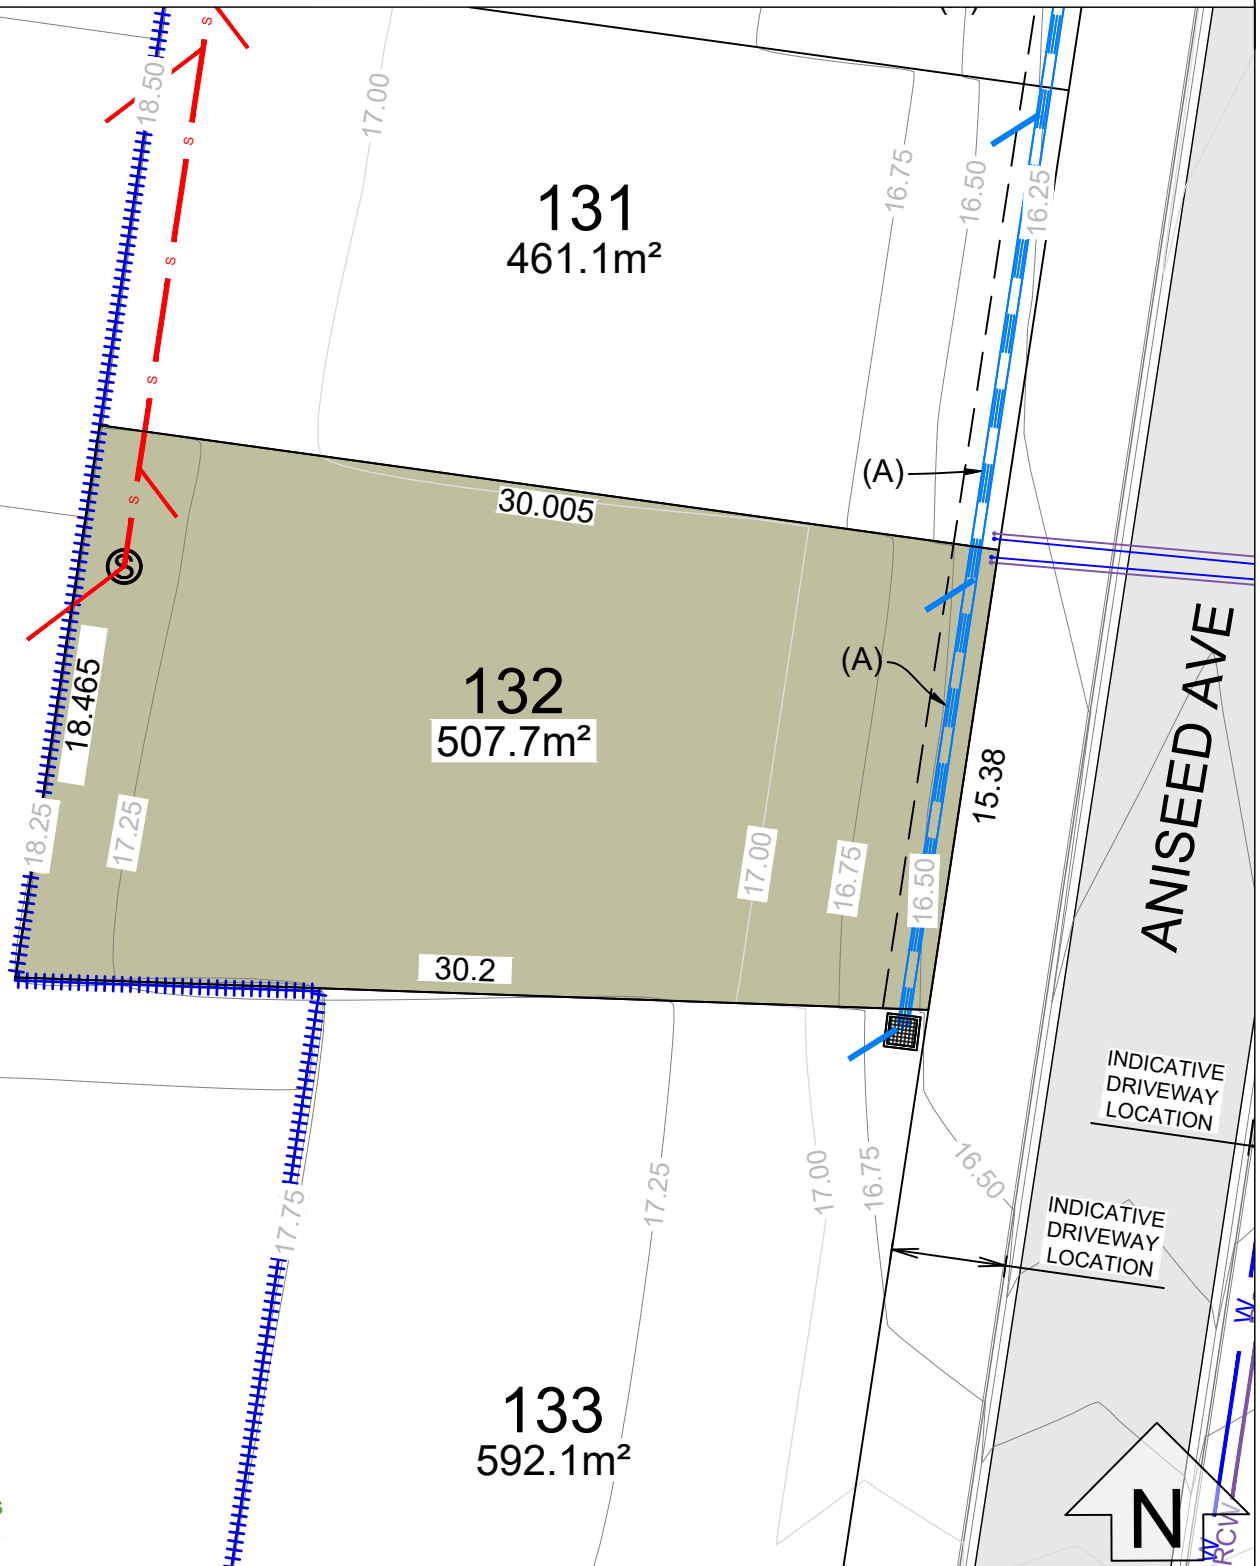 S
18.50
17.00
S
131
461.1m²
16.75
16.50
16.25
S
S
(A)
30.005
S
S
ANISEED AVE
(A)
132
507.7m²
18.465
15.38
18.25
17.25
17.00
16.75
16.50
30.2
INDICATIVE
DRIVEWAY
LOCATION
17.75
17.25
17.00
16.75
16.50
INDICATIVE
DRIVEWAY
LOCATION
W
133
592.1m²
N
W
RCW